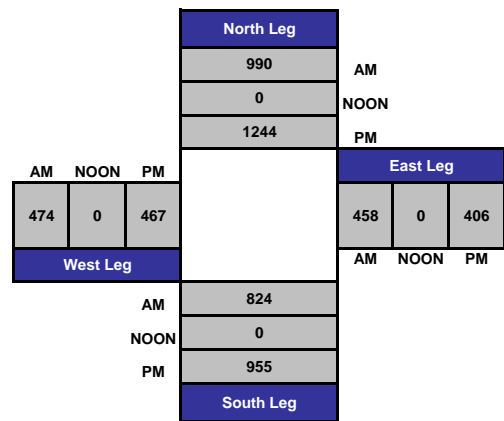 North Leg
990 AM
0 NOON
1244 PM
AM NOON PM
East Leg
474 0 467
458 0 406
West Leg
AM NOON PM
AM 824
NOON 0
PM 955
South Leg